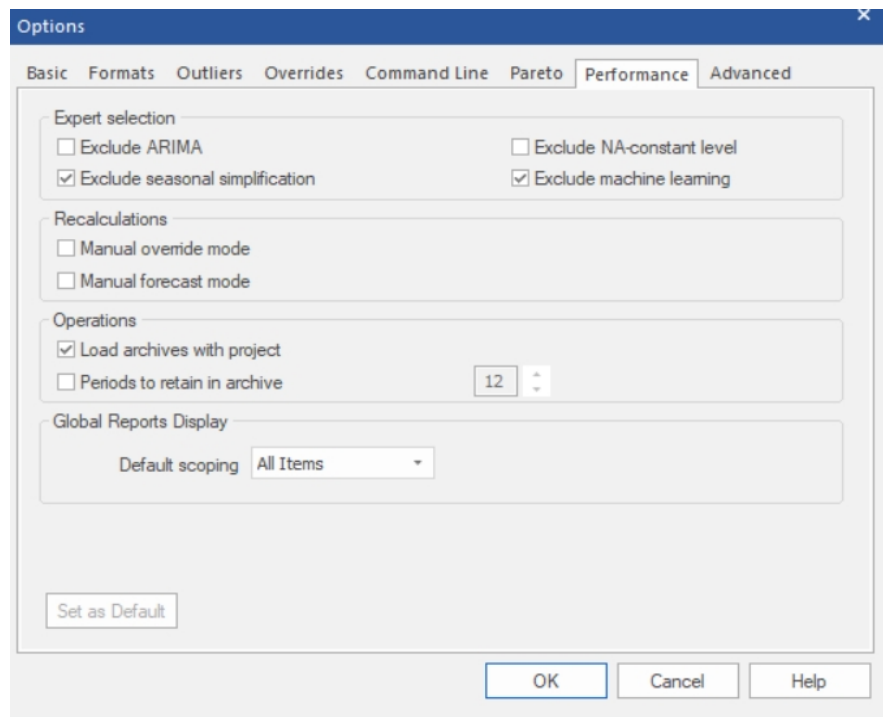 Options
Basic Formats Outliers Overrides Command Line Pareto Performance Advanced
Expert selection
Exclude ARIMA Exclude NA-constant level
Exclude seasonal simplification Exclude machine learning
Recalculations
Manual override mode
Manual forecast mode
Operations
Load archives with project
Periods to retain in archive 12
Global Reports Display
Default scoping All Items
Set as Default
OK Cancel Help